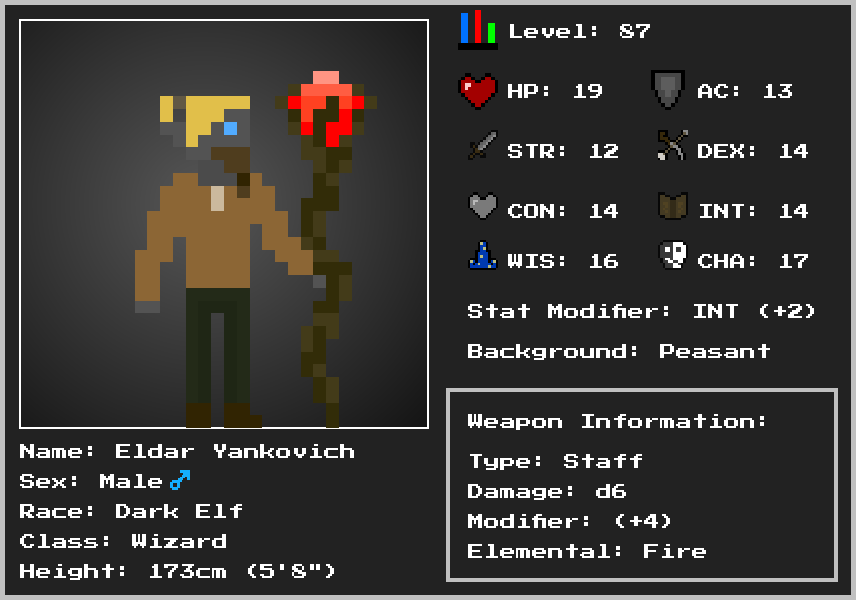 Level: 87
HP: 19
AC: 13
STR: 12
DEX: 14
CON: 14
INT: 14
WIS: 16
CHA: 17
Stat Modifier: INT (+2)
Background: Peasant
Weapon Information:
Type: Staff
Damage: d6
Modifier: (+4)
Elemental: Fire
Name: Eldar Yankovich
Sex: Male ♂
Race: Dark Elf
Class: Wizard
Height: 173cm (5'8")